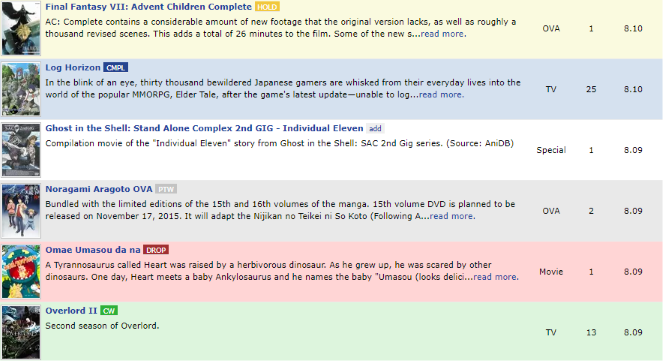 Final Fantasy VII: Advent Children Complete HOLD
AC: Complete contains a considerable amount of new footage that the original version lacks, as well as roughly a
thousand revised scenes. This adds a total of 26 minutes to the film. Some of the new s...read more.
OVA 1 8.10
Log Horizon CMPL
In the blink of an eye, thirty thousand bewildered Japanese gamers are whisked from their everyday lives into the
world of the popular MMORPG, Elder Tale, after the game's latest update—unable to log...read more.
TV 25 8.10
Ghost in the Shell: Stand Alone Complex 2nd GIG - Individual Eleven add
Compilation movie of the "Individual Eleven" story from Ghost in the Shell: SAC 2nd Gig series. (Source: AniDB)
Special 1 8.09
Noragami Aragoto OVA PTW
Bundled with the limited editions of the 15th and 16th volumes of the manga. 15th volume DVD is planned to be
released on November 17, 2015. It will adapt the Nijikan no Teikei ni So Koto (Following A...read more.
OVA 2 8.09
Omae Umasou da na DROP
A Tyrannosaurus called Heart was raised by a herbivorous dinosaur. As he grew up, he was scared by other
dinosaurs. One day, Heart meets a baby Ankylosaurus and he names the baby "Umasou (looks delici...read more.
Movie 1 8.09
Overlord II CW
Second season of Overlord.
TV 13 8.09